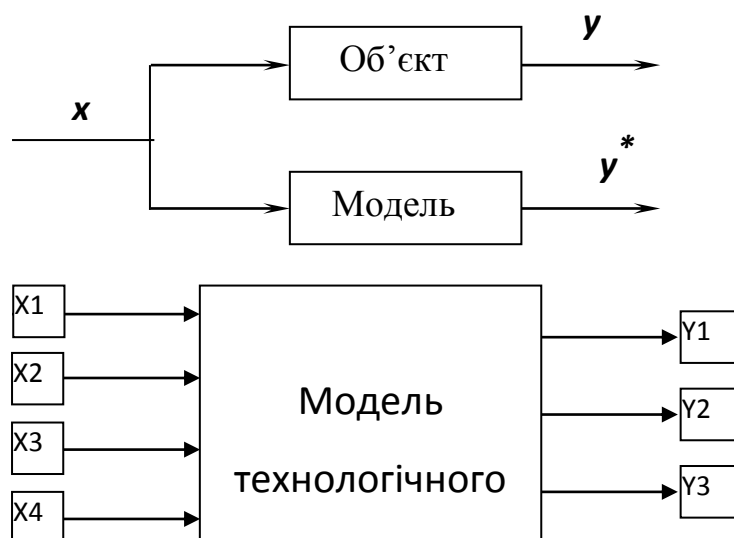 y
Об’єкт
x
y*
Модель
X1
Y1
X2
Модель
Y2
X3
технологічного
Y3
X4